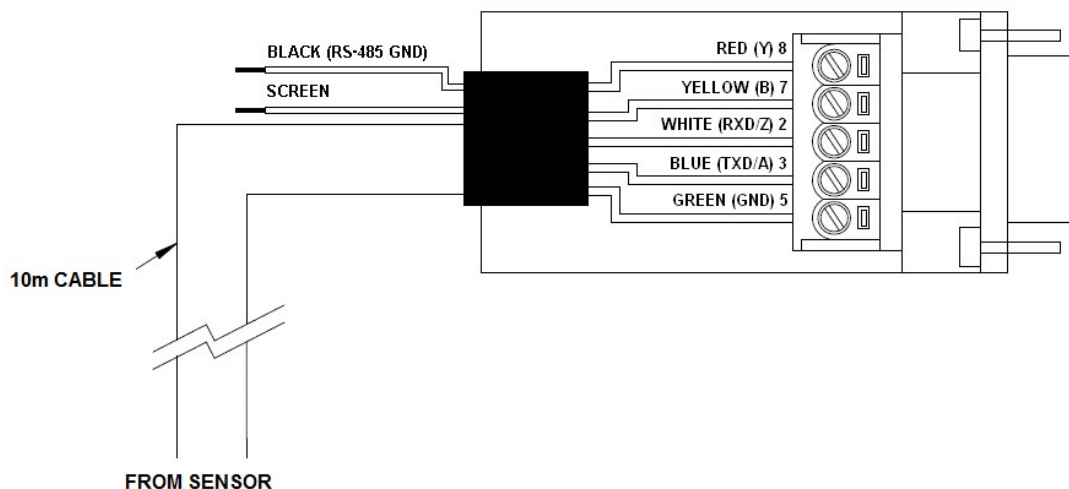 BLACK (RS-485 GND)
SCREEN
RED (Y) 8
YELLOW (B) 7
WHITE (RXD/Z) 2
BLUE (TXD/A) 3
GREEN (GND) 5
10m CABLE
FROM SENSOR